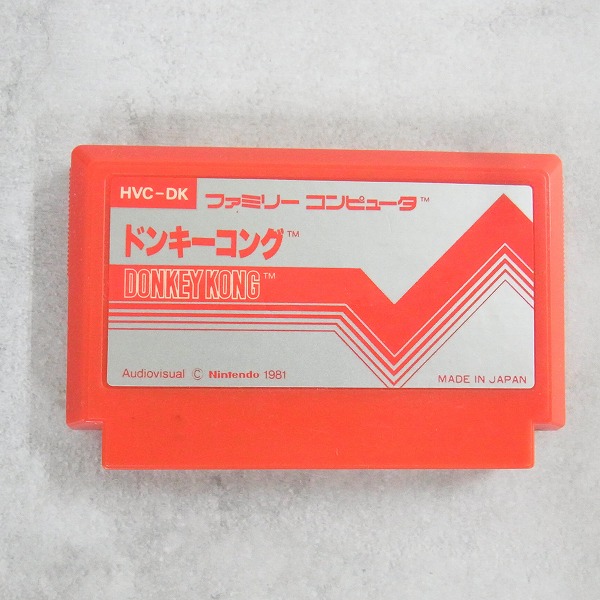 HVC-DK ファミリー コンピュータ™
ドンキーコング™
DONKEY KONG™
Audiovisual © Nintendo 1981
MADE IN JAPAN